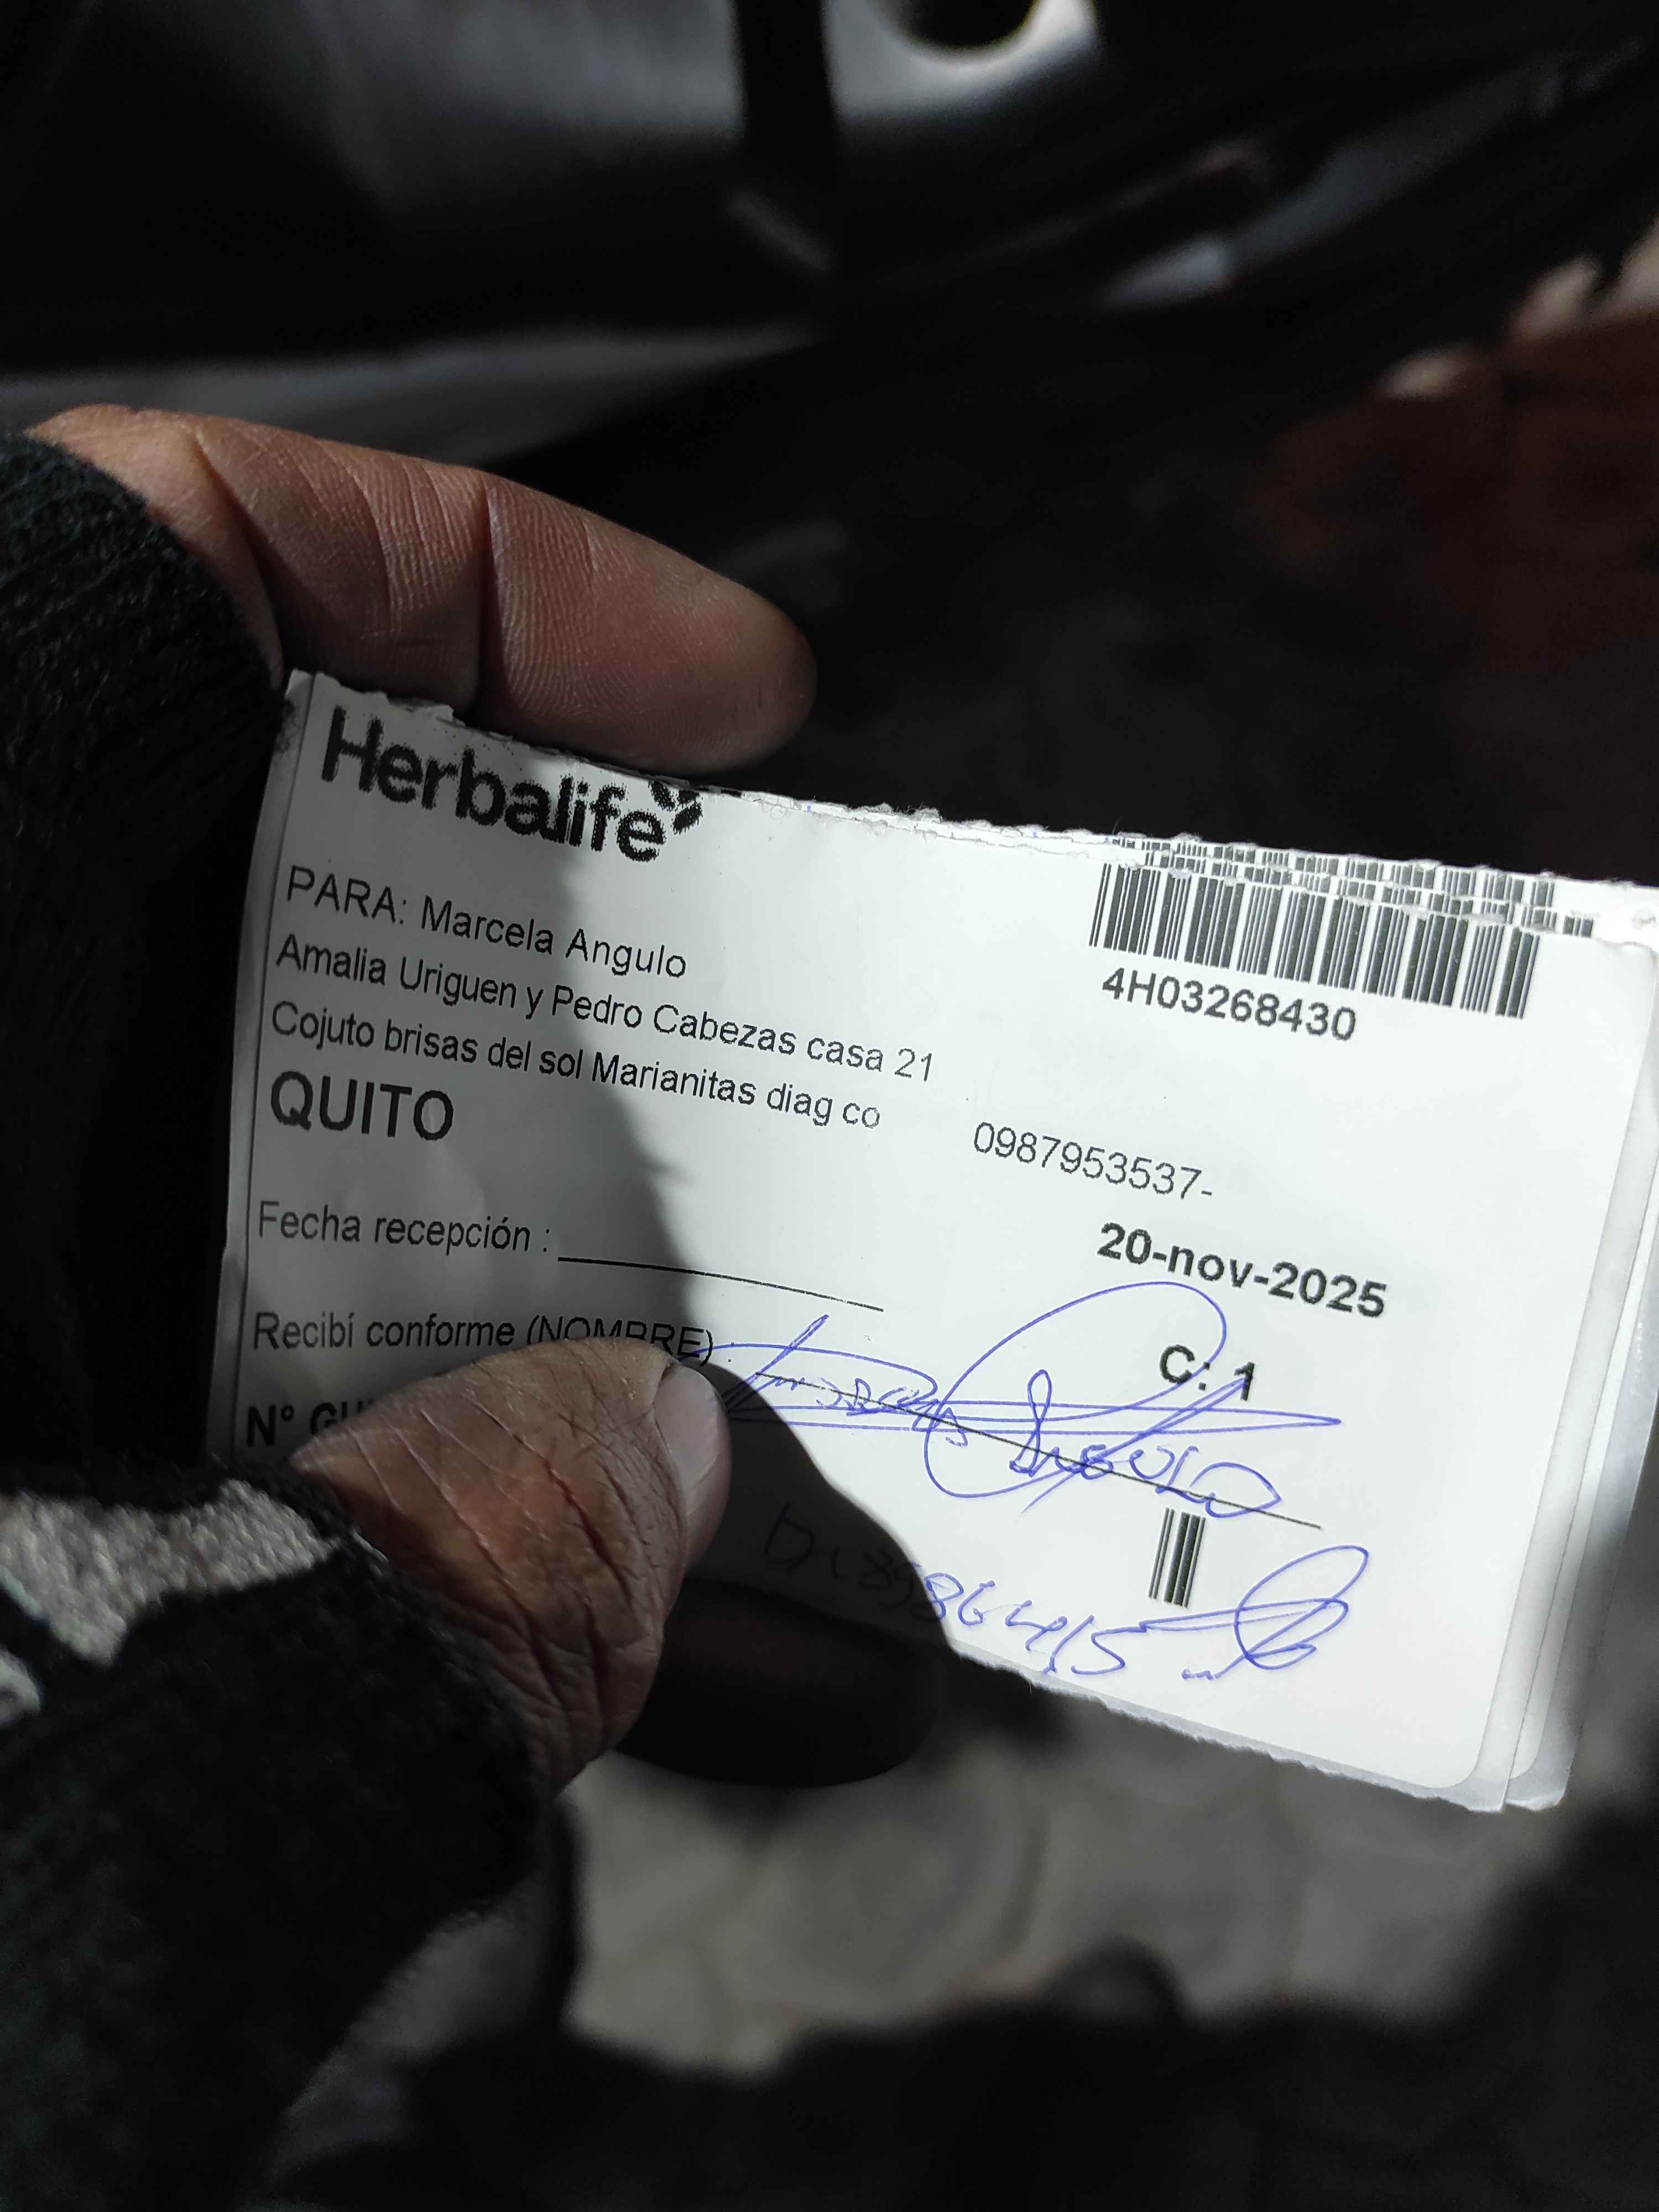 Herbalife
PARA: Marcela Angulo
Amalia Uriguen y Pedro Cabezas casa 21
Cojuto brisas del sol Marianitas diag co
QUITO
4H03268430
0987953537-
Fecha recepción :
20-nov-2025
Recibí conforme (NOMBRE) :
C: 1
Angulo
N°